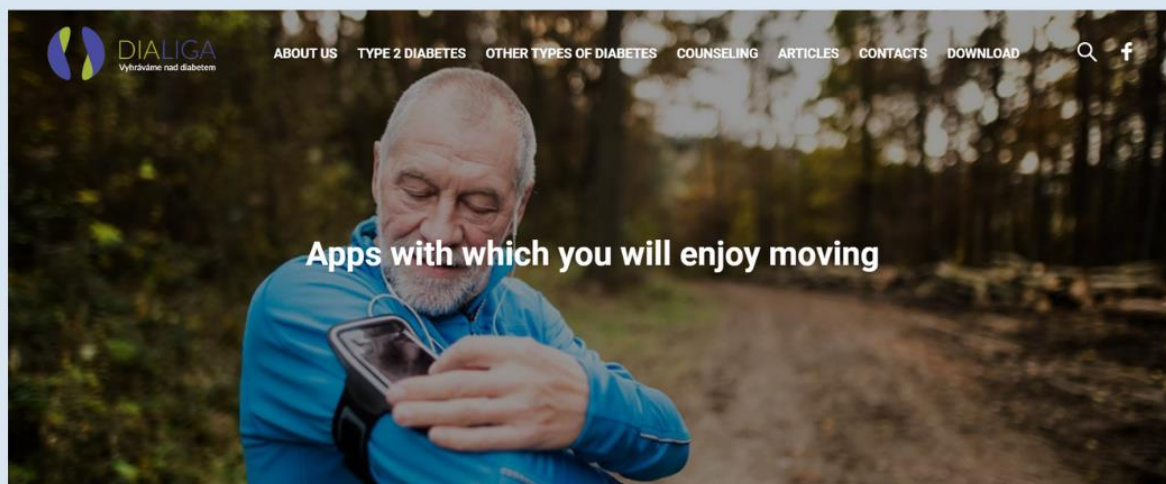 DIALIGA
Vyhráváme nad diabetem
ABOUT US TYPE 2 DIABETES OTHER TYPES OF DIABETES COUNSELING ARTICLES CONTACTS DOWNLOAD
f
Apps with which you will enjoy moving